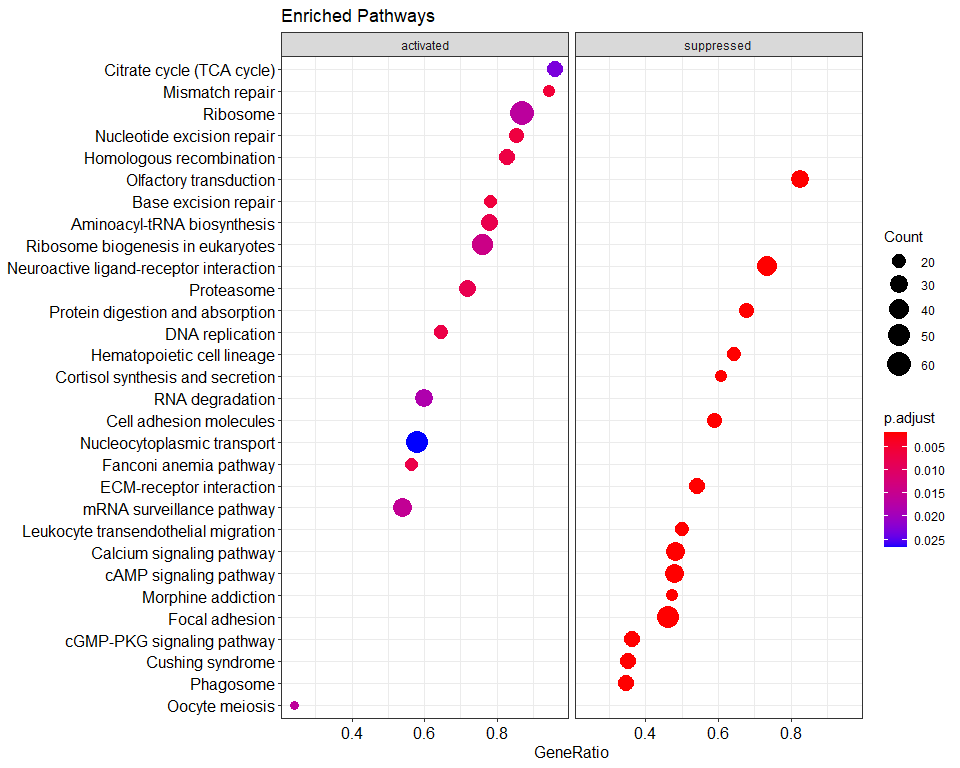 Enriched Pathways
activated
suppressed
Citrate cycle (TCA cycle)
Mismatch repair
Ribosome
Nucleotide excision repair
Homologous recombination
Olfactory transduction
Base excision repair
Aminoacyl-tRNA biosynthesis
Ribosome biogenesis in eukaryotes
Neuroactive ligand-receptor interaction
Proteasome
Protein digestion and absorption
DNA replication
Hematopoietic cell lineage
Cortisol synthesis and secretion
RNA degradation
Cell adhesion molecules
Nucleocytoplasmic transport
Fanconi anemia pathway
ECM-receptor interaction
mRNA surveillance pathway
Leukocyte transendothelial migration
Calcium signaling pathway
cAMP signaling pathway
Morphine addiction
Focal adhesion
cGMP-PKG signaling pathway
Cushing syndrome
Phagosome
Oocyte meiosis
0.4 0.6 0.8
0.4 0.6 0.8
GeneRatio
Count
20
30
40
50
60
p.adjust
0.005
0.010
0.015
0.020
0.025